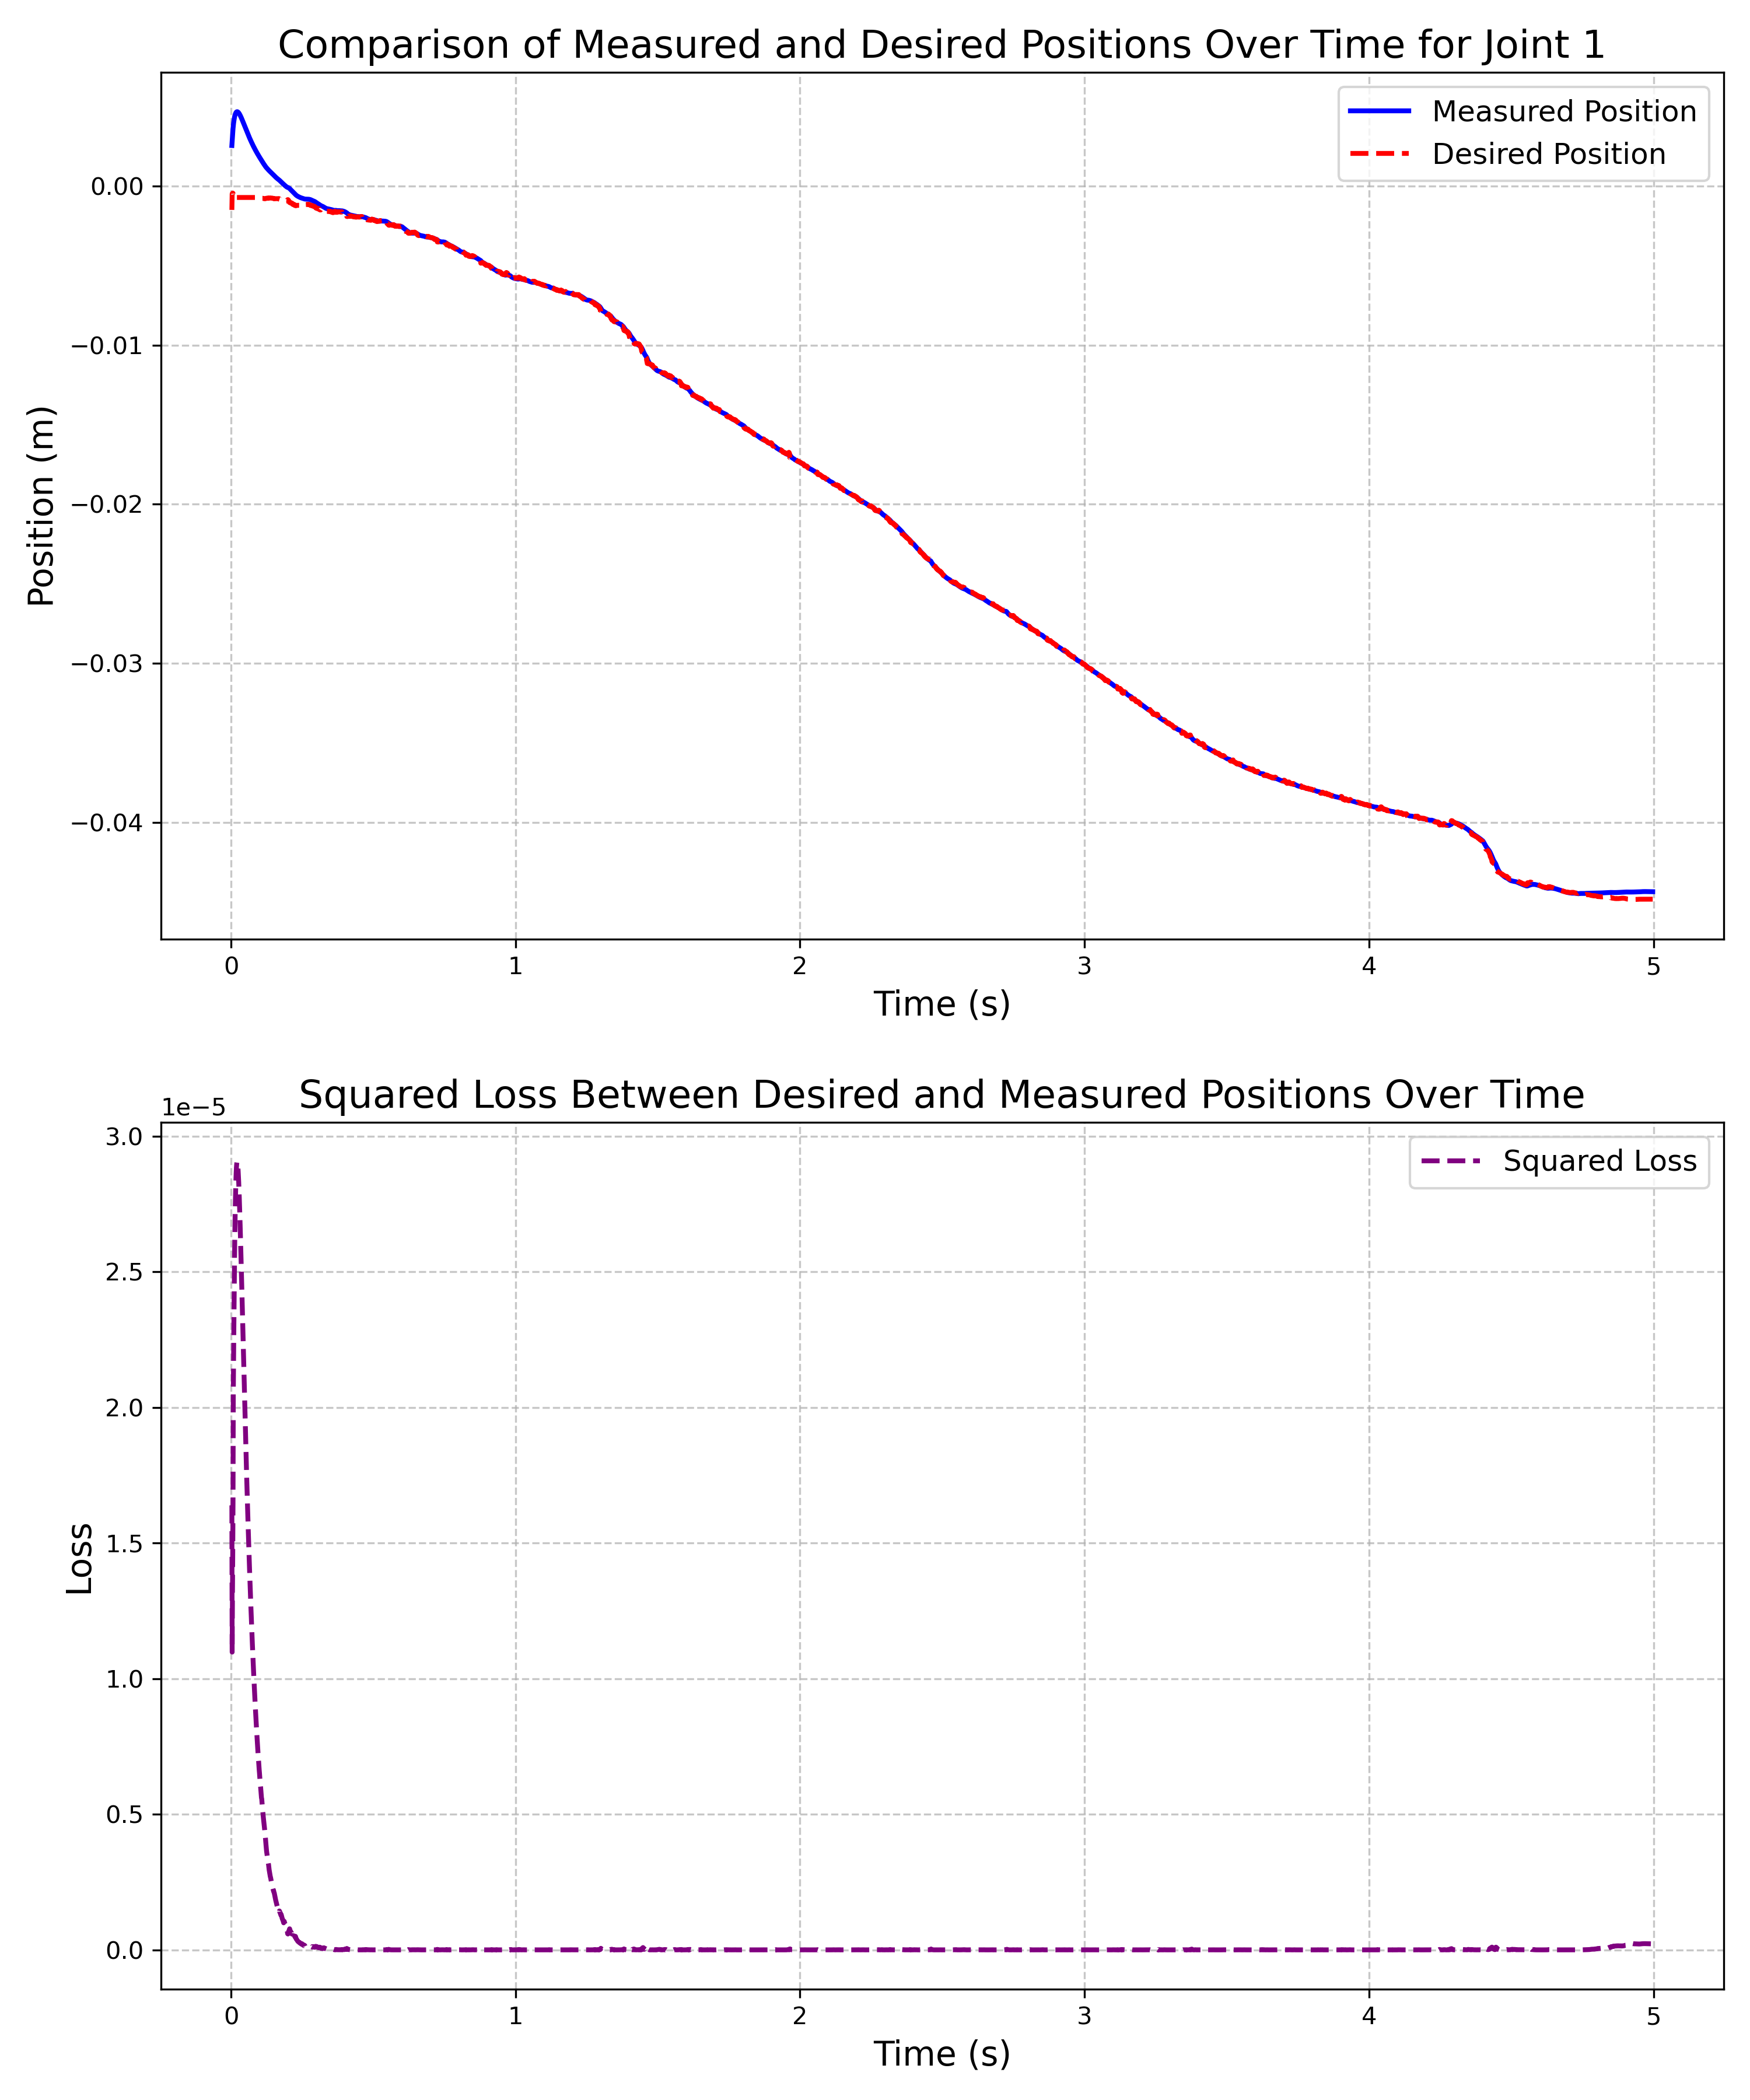 Comparison of Measured and Desired Positions Over Time for Joint 1
Measured Position
Desired Position
0.00
−0.01
−0.02
−0.03
−0.04
Position (m)
0 1 2 3 4 5
Time (s)
Squared Loss Between Desired and Measured Positions Over Time
1e−5
Squared Loss
3.0
2.5
2.0
1.5
1.0
0.5
0.0
Loss
0 1 2 3 4 5
Time (s)